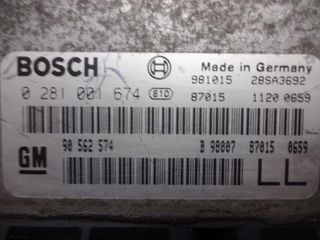 BOSCH Made in Germany
981015 28SA3692
0 281 001 674 810 87015 1120 0659
GM 90 562 574 B 98007 87015 0659
LL